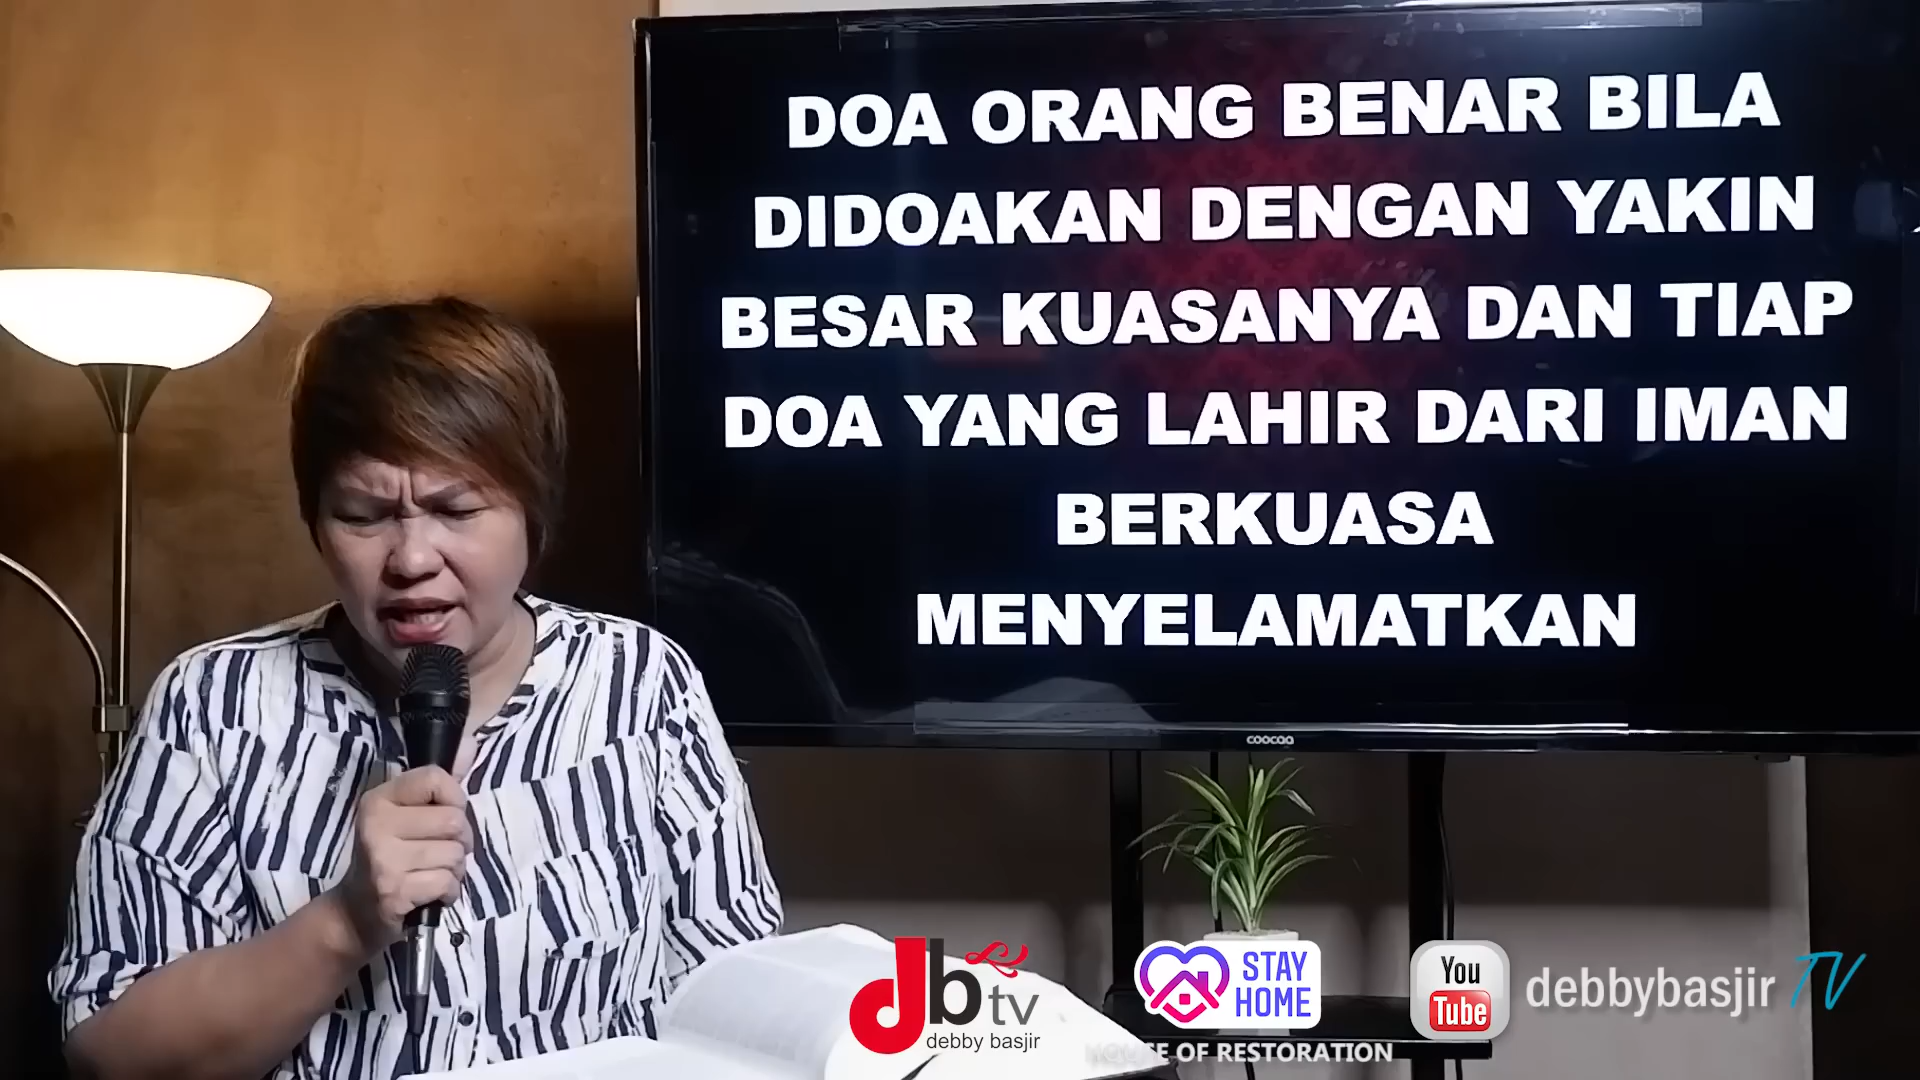 DOA ORANG BENAR BILA
DIDOAKAN DENGAN YAKIN
BESAR KUASANYA DAN TIAP
DOA YANG LAHIR DARI IMAN
BERKUASA
MENYELAMATKAN
coocaa
db tv
debby basjir
STAY
HOME
You
Tube
debbybasjir TV
HOUSE OF RESTORATION